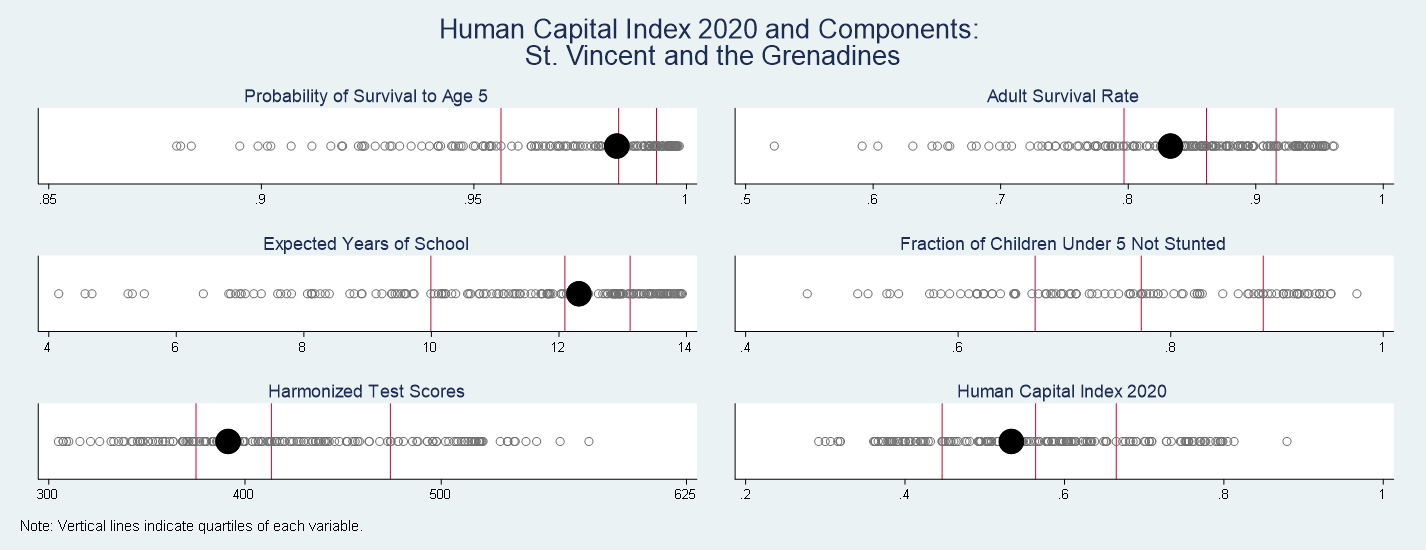 Human Capital Index 2020 and Components:
St. Vincent and the Grenadines
Probability of Survival to Age 5
.85 .9 .95 1
Adult Survival Rate
.5 .6 .7 .8 .9 1
Expected Years of School
4 6 8 10 12 14
Fraction of Children Under 5 Not Stunted
.4 .6 .8 1
Harmonized Test Scores
300 400 500 625
Human Capital Index 2020
.2 .4 .6 .8 1
Note: Vertical lines indicate quartiles of each variable.